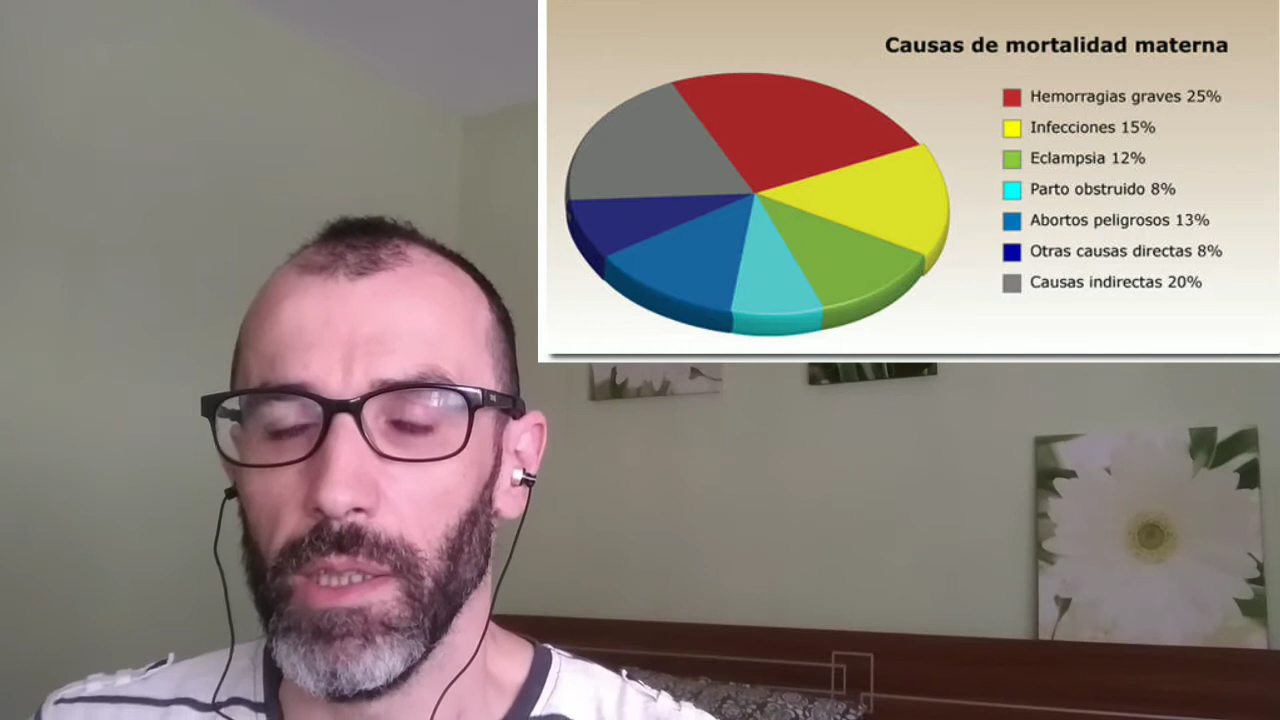 Causas de mortalidad materna
Hemorragias graves 25%
Infecciones 15%
Eclampsia 12%
Parto obstruido 8%
Abortos peligrosos 13%
Otras causas directas 8%
Causas indirectas 20%